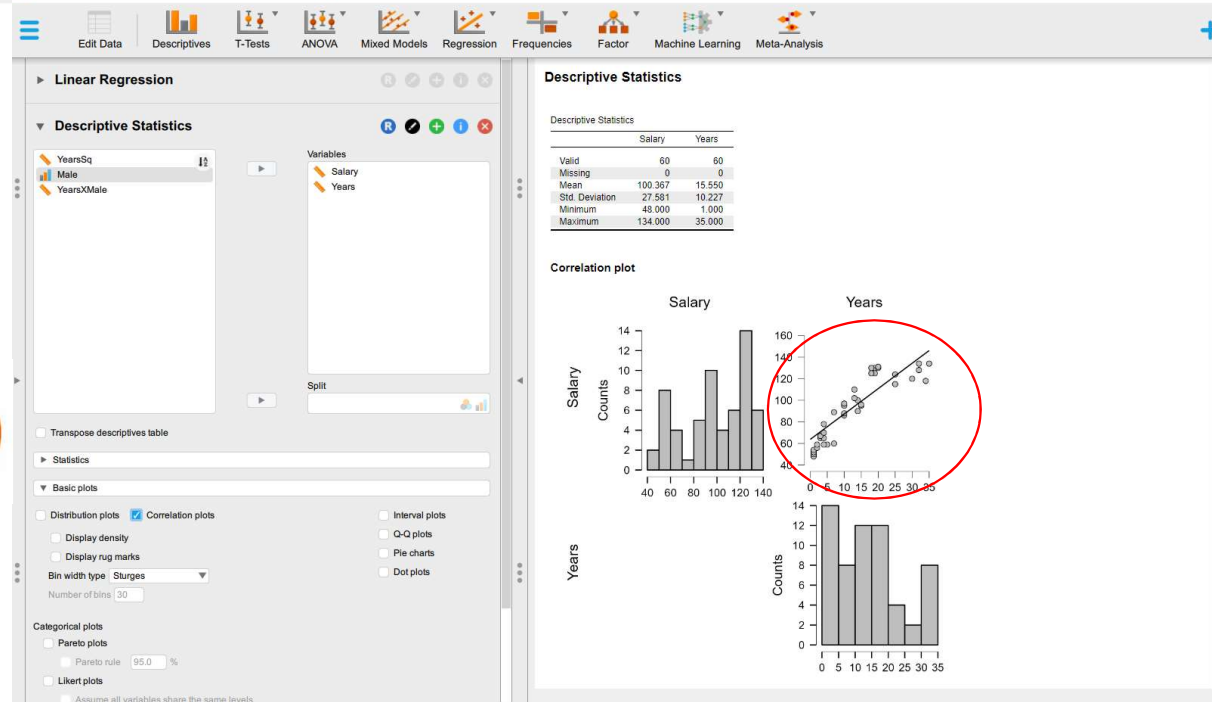 Edit Data Descriptives T-Tests ANOVA Mixed Models Regression Frequencies Factor Machine Learning Meta-Analysis
Linear Regression
Descriptive Statistics
YearsSq
Male
YearsXMale
Variables
Salary
Years
Split
Transpose descriptives table
Statistics
Basic plots
Distribution plots Correlation plots
Display density
Display rug marks
Bin width type Sturges
Number of bins 30
Interval plots
Q-Q plots
Pie charts
Dot plots
Categorical plots
Pareto plots
Pareto rule 95.0 %
Likert plots
Assume all variables share the same levels
Descriptive Statistics
Descriptive Statistics
Salary Years
Valid 60 60
Missing 0 0
Mean 100.367 15.550
Std. Deviation 27.581 10.227
Minimum 48.000 1.000
Maximum 134.000 35.000
Correlation plot
Salary Years
Salary
Counts
14
12
10
8
6
4
2
0
40 60 80 100 120 140
160
140
120
100
80
60
40
0 5 10 15 20 25 30 35
Years
Counts
14
12
10
8
6
4
2
0
0 5 10 15 20 25 30 35